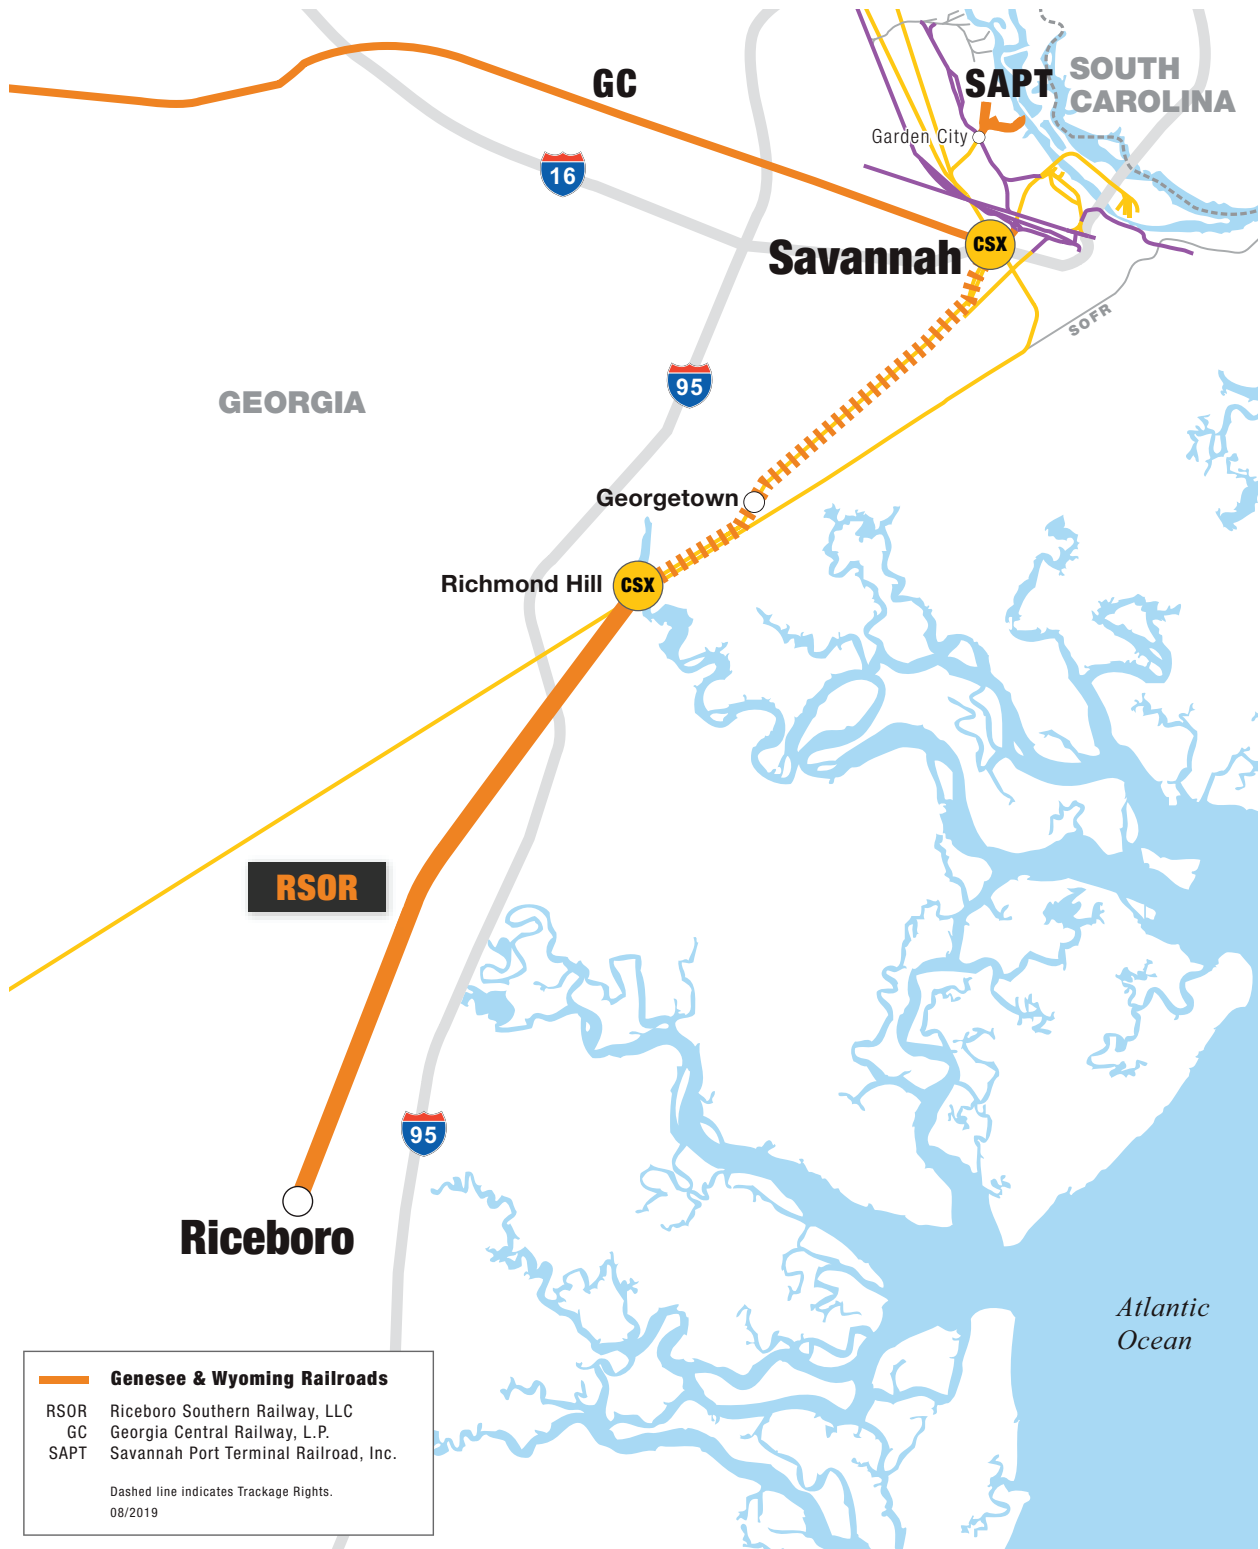 GC
SAPT
SOUTH
CAROLINA
Garden City
16
CSX
Savannah
SOFR
95
GEORGIA
Georgetown
Richmond Hill
CSX
RSOR
95
Riceboro
Atlantic
Ocean
Genesee & Wyoming Railroads
RSOR Riceboro Southern Railway, LLC
GC Georgia Central Railway, L.P.
SAPT Savannah Port Terminal Railroad, Inc.
Dashed line indicates Trackage Rights.
08/2019